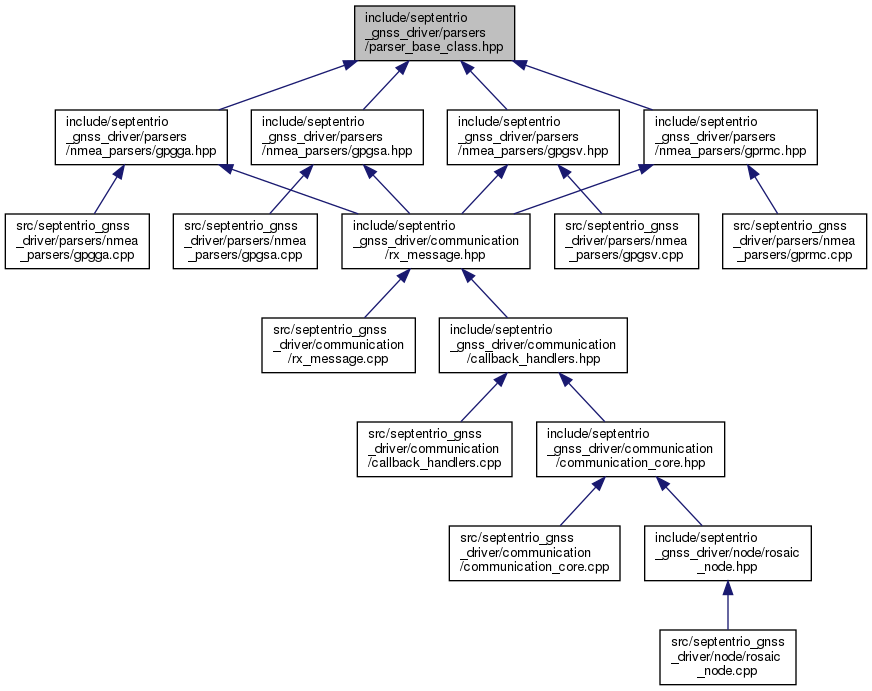 include/septentrio
_gnss_driver/parsers
/parser_base_class.hpp
include/septentrio
_gnss_driver/parsers
/nmea_parsers/gpgga.hpp
include/septentrio
_gnss_driver/parsers
/nmea_parsers/gpgsa.hpp
include/septentrio
_gnss_driver/parsers
/nmea_parsers/gpgsv.hpp
include/septentrio
_gnss_driver/parsers
/nmea_parsers/gprmc.hpp
src/septentrio_gnss
_driver/parsers/nmea
_parsers/gpgga.cpp
src/septentrio_gnss
_driver/parsers/nmea
_parsers/gpgsa.cpp
include/septentrio
_gnss_driver/communication
/rx_message.hpp
src/septentrio_gnss
_driver/parsers/nmea
_parsers/gpgsv.cpp
src/septentrio_gnss
_driver/parsers/nmea
_parsers/gprmc.cpp
src/septentrio_gnss
_driver/communication
/rx_message.cpp
include/septentrio
_gnss_driver/communication
/callback_handlers.hpp
src/septentrio_gnss
_driver/communication
/callback_handlers.cpp
include/septentrio
_gnss_driver/communication
/communication_core.hpp
src/septentrio_gnss
_driver/communication
/communication_core.cpp
include/septentrio
_gnss_driver/node/rosaic
_node.hpp
src/septentrio_gnss
_driver/node/rosaic
_node.cpp